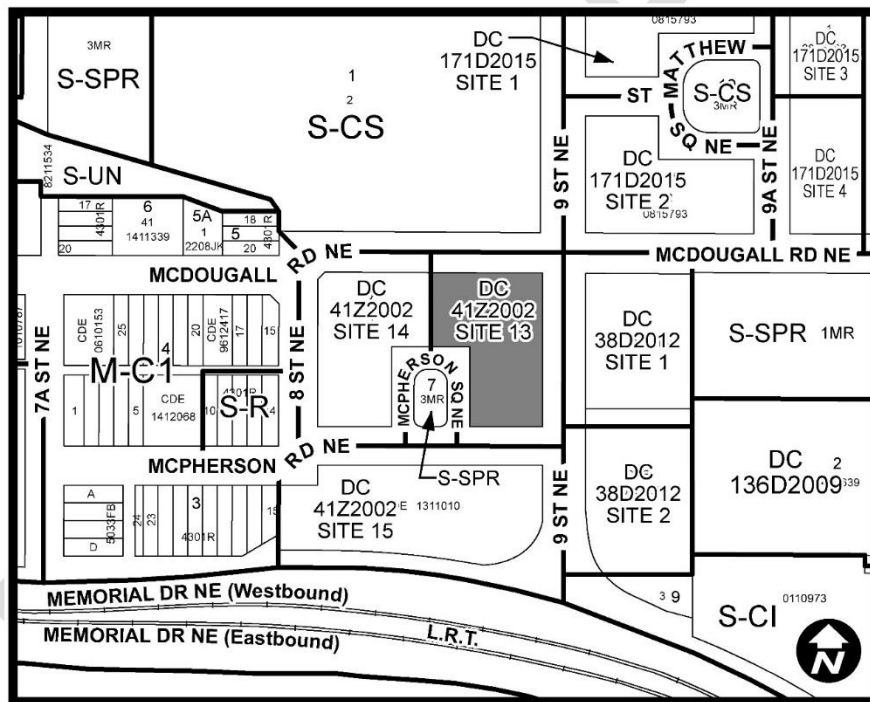 3MR
S-SPR
1
2
S-CS
DC
171D2015
SITE 1
0815793
MATTHEW
ST
SQ NE
S-CS
3MR
DC
171D2015
SITE 3
8211534
S-UN
9 ST NE
DC
171D2015
SITE 2
0815793
9A ST NE
DC
171D2015
SITE 4
17
4301R
20
6
41
1411339
5A
1
2208JK
18
5
4301R
20
MCDOUGALL RD NE
MCDOUGALL RD NE
CDE
0610153
25
4
20
CDE
9612417
17
15
M-C1
7A ST NE
8 ST NE
DC
41Z2002
SITE 14
DC
41Z2002
SITE 13
DC
38D2012
SITE 1
S-SPR
1MR
MCPHERSON SQ NE
7
3MR
1
5
CDE
1412068
10
4301R
4
S-R
MCPHERSON RD NE
S-SPR
DC
38D2012
SITE 2
DC
2
136D2009
A
D
5033FB
24
23
3
4301R
15
DC
41Z2002
SITE 15
1311010
9 ST NE
3
9
S-CI
0110973
MEMORIAL DR NE (Westbound)
MEMORIAL DR NE (Eastbound)
L.R.T.
N